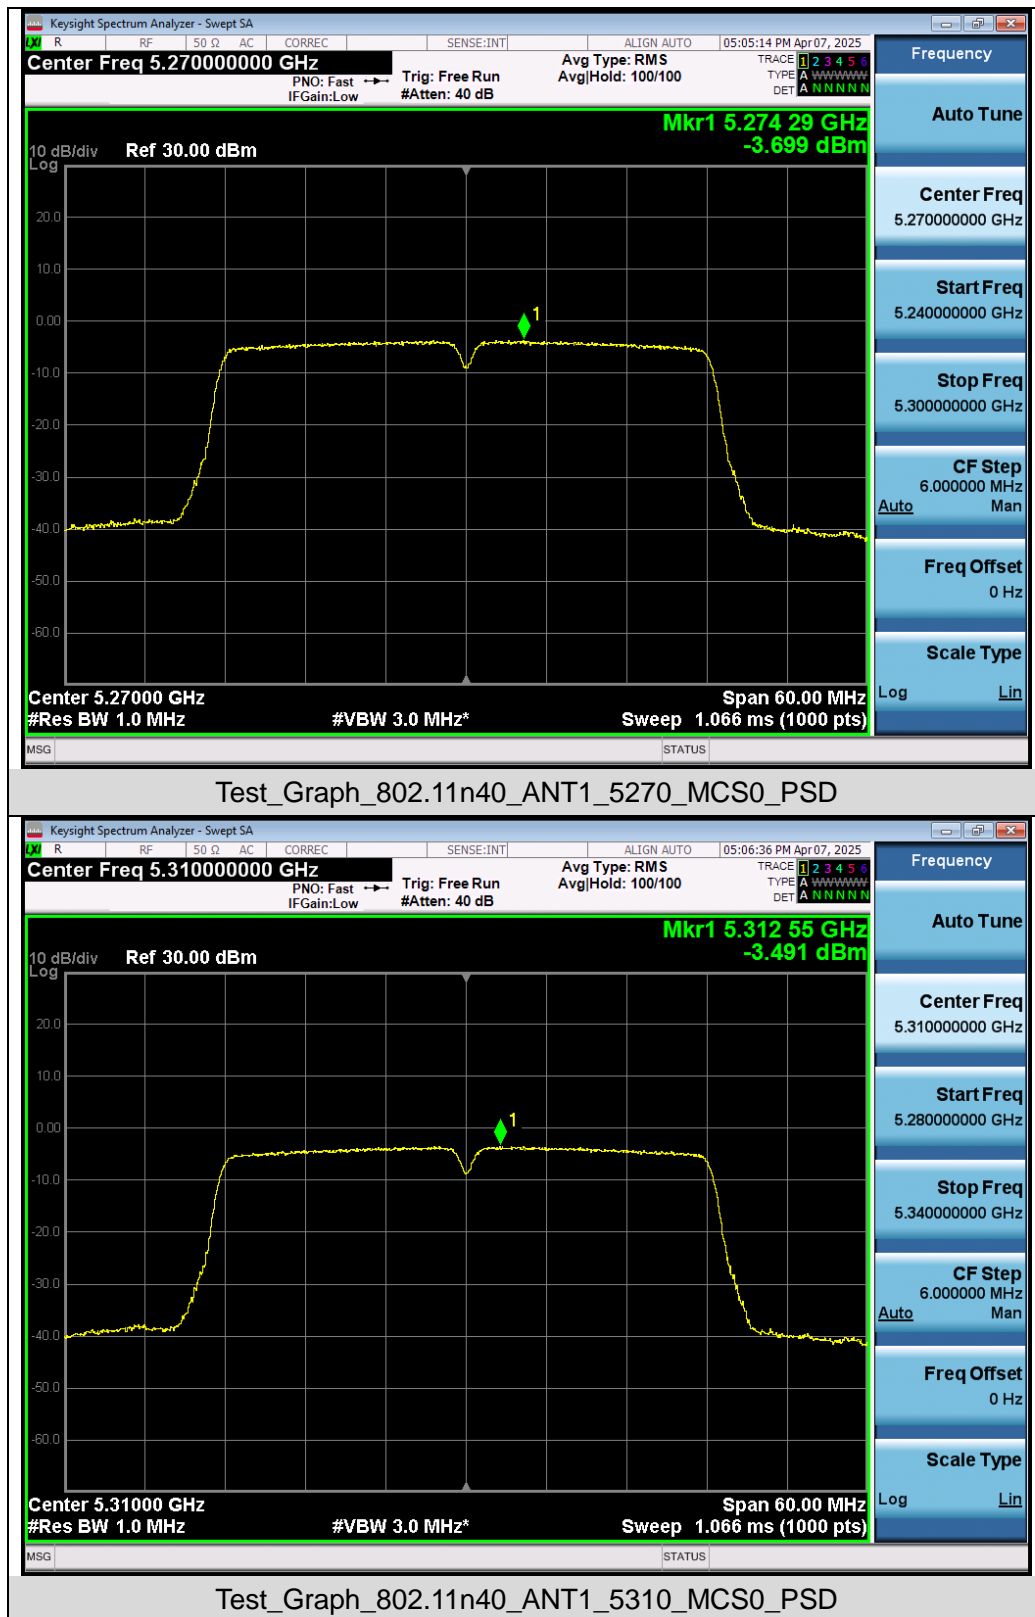 Keysight Spectrum Analyzer - Swept SA
LXI R RF 50 Ω AC CORREC SENSE:INT ALIGN AUTO 05:05:14 PM Apr 07, 2025
Center Freq 5.270000000 GHz
PNO: Fast
IFGain:Low
Trig: Free Run
#Atten: 40 dB
Avg Type: RMS
Avg|Hold: 100/100
TRACE 1 2 3 4 5 6
TYPE A WWWWW
DET A N N N N N
Mkr1 5.274 29 GHz
-3.699 dBm
10 dB/div Ref 30.00 dBm
Log
20.0
10.0
0.00
-10.0
-20.0
-30.0
-40.0
-50.0
-60.0
1
Center 5.27000 GHz
Span 60.00 MHz
#Res BW 1.0 MHz
#VBW 3.0 MHz*
Sweep 1.066 ms (1000 pts)
MSG
STATUS
Frequency
Auto Tune
Center Freq
5.270000000 GHz
Start Freq
5.240000000 GHz
Stop Freq
5.300000000 GHz
CF Step
6.000000 MHz
Auto Man
Freq Offset
0 Hz
Scale Type
Log Lin
Test_Graph_802.11n40_ANT1_5270_MCS0_PSD
Keysight Spectrum Analyzer - Swept SA
LXI R RF 50 Ω AC CORREC SENSE:INT ALIGN AUTO 05:06:36 PM Apr 07, 2025
Center Freq 5.310000000 GHz
PNO: Fast
IFGain:Low
Trig: Free Run
#Atten: 40 dB
Avg Type: RMS
Avg|Hold: 100/100
TRACE 1 2 3 4 5 6
TYPE A WWWWW
DET A N N N N N
Mkr1 5.312 55 GHz
-3.491 dBm
10 dB/div Ref 30.00 dBm
Log
20.0
10.0
0.00
-10.0
-20.0
-30.0
-40.0
-50.0
-60.0
1
Center 5.31000 GHz
Span 60.00 MHz
#Res BW 1.0 MHz
#VBW 3.0 MHz*
Sweep 1.066 ms (1000 pts)
MSG
STATUS
Frequency
Auto Tune
Center Freq
5.310000000 GHz
Start Freq
5.280000000 GHz
Stop Freq
5.340000000 GHz
CF Step
6.000000 MHz
Auto Man
Freq Offset
0 Hz
Scale Type
Log Lin
Test_Graph_802.11n40_ANT1_5310_MCS0_PSD